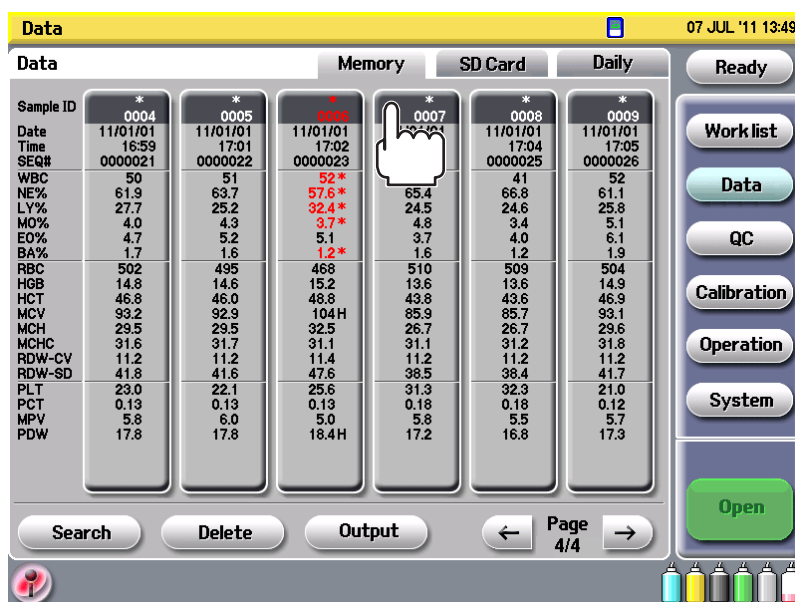 Data 07 JUL '11 13:49
Data Memory SD Card Daily Ready
Sample ID * * * * * *
0004 0005 0006 0007 0008 0009
Date 11/01/01 11/01/01 11/01/01 11/01/01 11/01/01
Time 16:59 17:01 17:02 17:04 17:05
SEQ# 0000021 0000022 0000023 0000025 0000026
WBC 50 51 52* 41 52
NE% 61.9 63.7 57.6* 65.4 66.8 61.1
LY% 27.7 25.2 32.4* 24.5 24.6 25.8
MO% 4.0 4.3 3.7* 4.8 3.4 5.1
EO% 4.7 5.2 5.1 3.7 4.0 6.1
BA% 1.7 1.6 1.2* 1.6 1.2 1.9
RBC 502 495 468 510 509 504
HGB 14.8 14.6 15.2 13.6 13.6 14.9
HCT 46.8 46.0 48.8 43.8 43.6 46.9
MCV 93.2 92.9 104H 85.9 85.7 93.1
MCH 29.5 29.5 32.5 26.7 26.7 29.6
MCHC 31.6 31.7 31.1 31.1 31.2 31.8
RDW-CV 11.2 11.2 11.4 11.2 11.2 11.2
RDW-SD 41.8 41.6 47.6 38.5 38.4 41.7
PLT 23.0 22.1 25.6 31.3 32.3 21.0
PCT 0.13 0.13 0.13 0.18 0.18 0.12
MPV 5.8 6.0 5.0 5.8 5.5 5.7
PDW 17.8 17.8 18.4H 17.2 16.8 17.3
Search Delete Output ← Page →
4/4
Work list
Data
QC
Calibration
Operation
System
Open